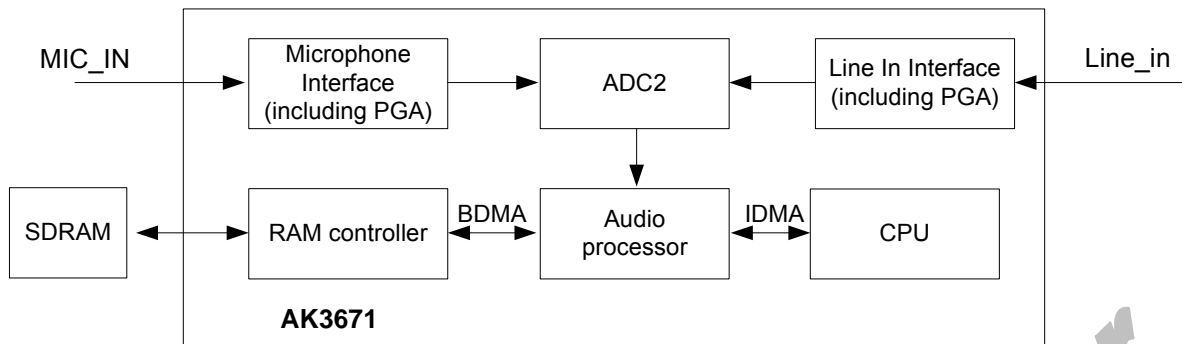 MIC_IN
Microphone
Interface
(including PGA)
ADC2
Line In Interface
(including PGA)
Line_in
SDRAM
RAM controller
BDMA
Audio
processor
IDMA
CPU
AK3671